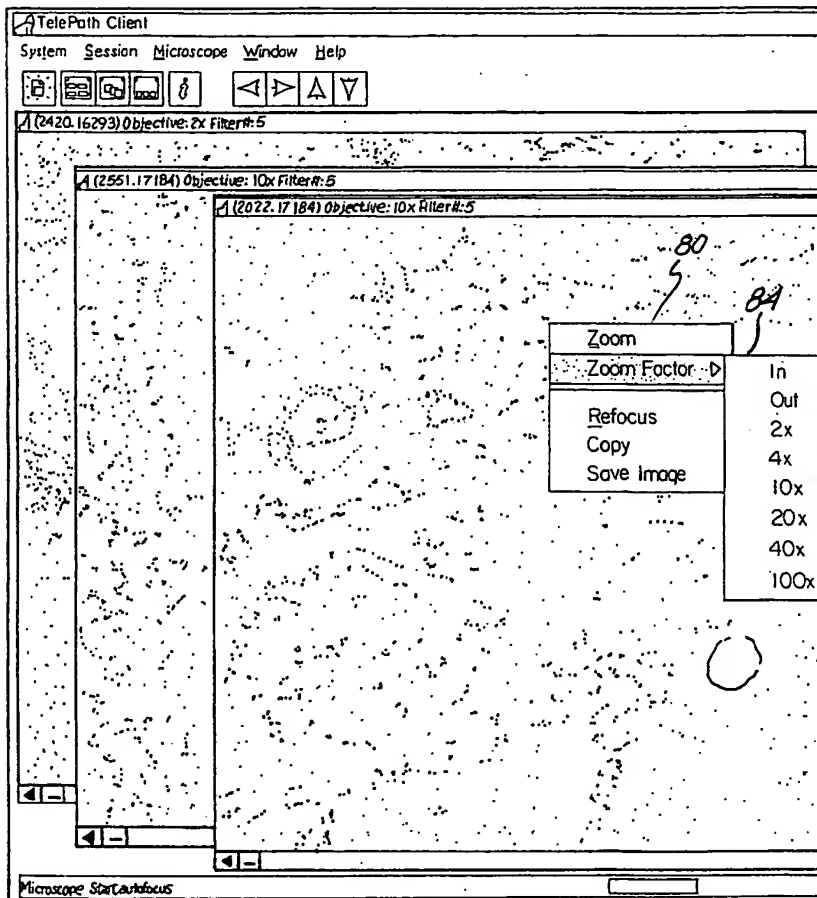 TelePath Client
System Session Microscope Window Help
i
(2420.16293) Objective: 2x Filter#:5
(2551.17184) Objective: 10x Filter#:5
(2022.17184) Objective: 10x Filter#:5
80
84
Zoom
Zoom Factor
Refocus
Copy
Save Image
In
Out
2x
4x
10x
20x
40x
100x
Microscope Start autofocus